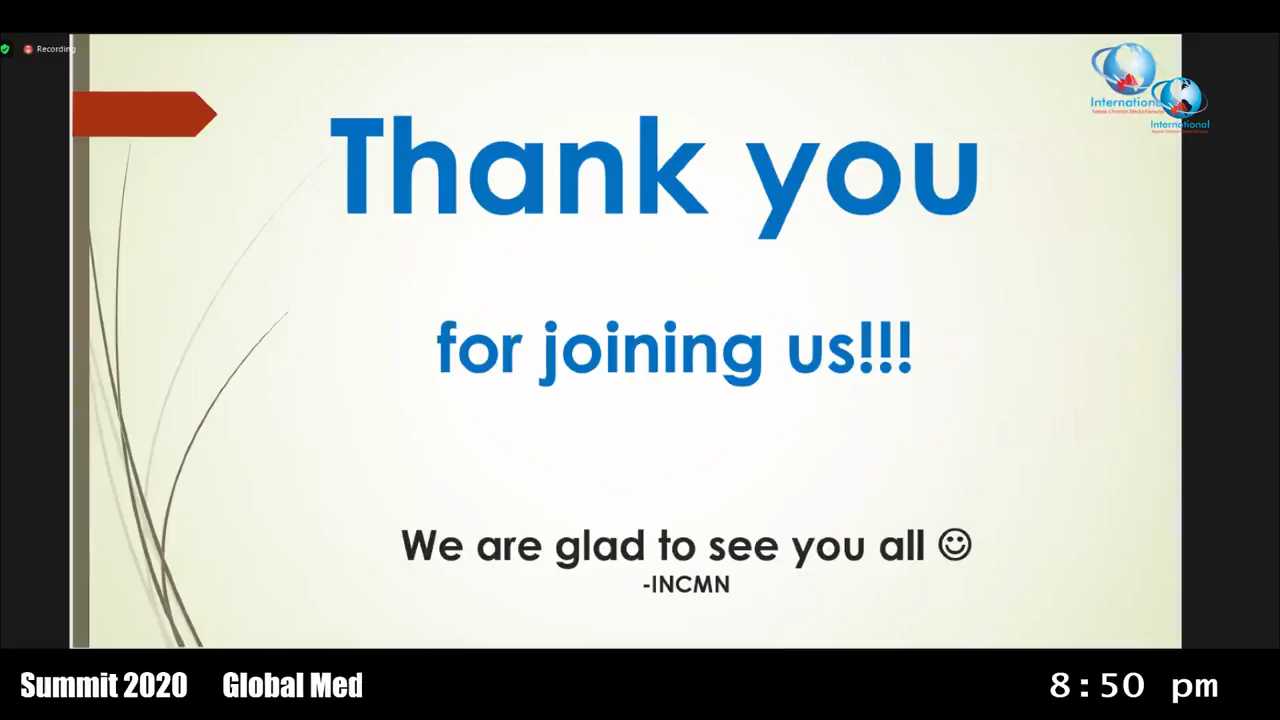 Recording
International
International
Thank you
for joining us!!!
We are glad to see you all ☺
-INCMN
Summit 2020 Global Med
8:50 pm